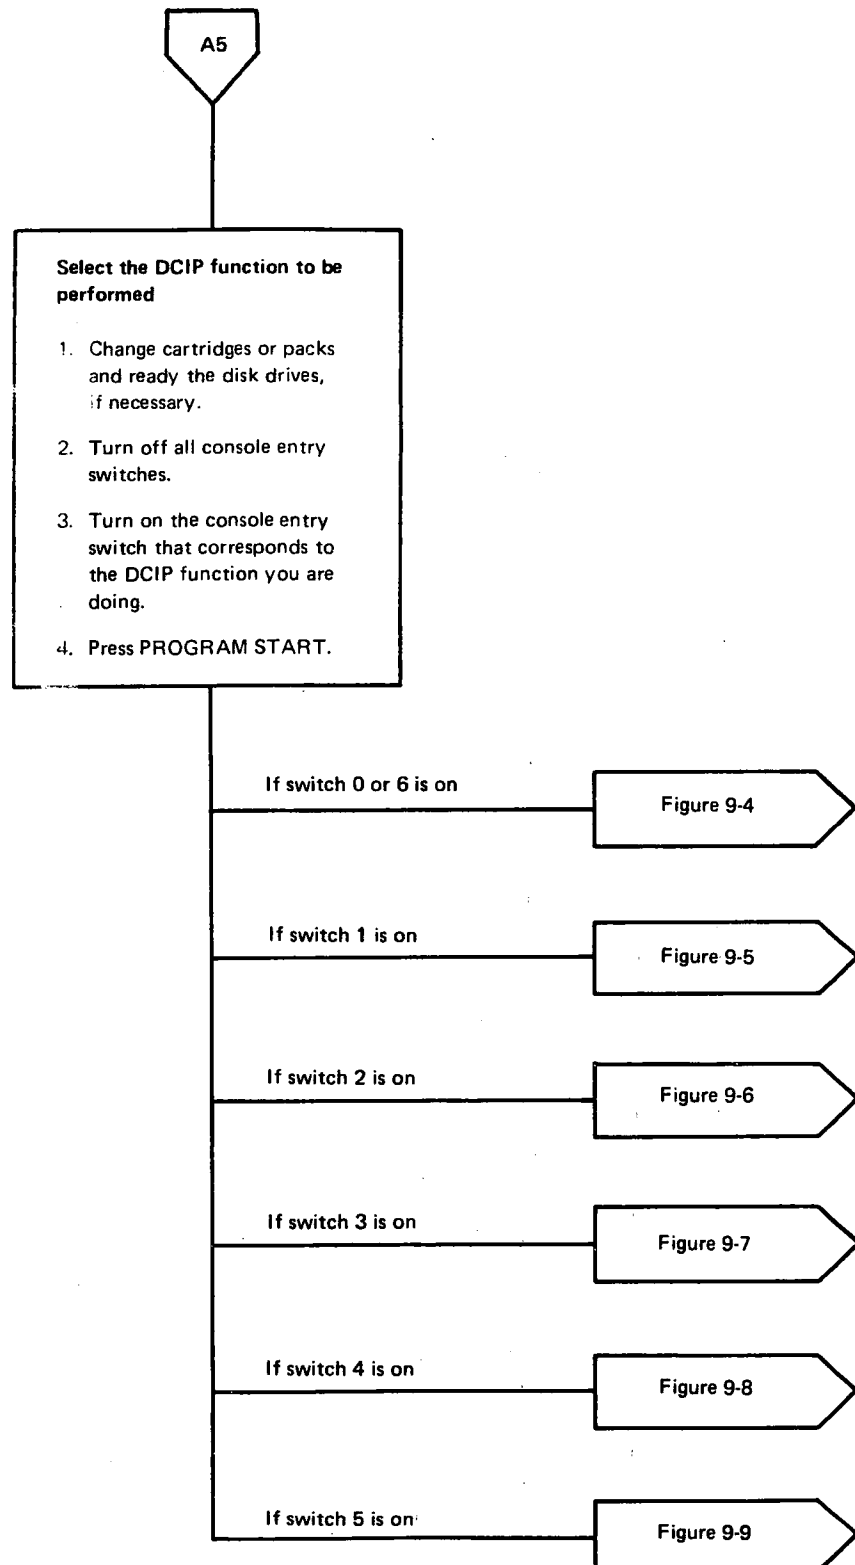 A5
Select the DCIP function to be
performed
1. Change cartridges or packs
and ready the disk drives,
if necessary.
2. Turn off all console entry
switches.
3. Turn on the console entry
switch that corresponds to
the DCIP function you are
doing.
4. Press PROGRAM START.
If switch 0 or 6 is on
Figure 9-4
If switch 1 is on
Figure 9-5
If switch 2 is on
Figure 9-6
If switch 3 is on
Figure 9-7
If switch 4 is on
Figure 9-8
If switch 5 is on
Figure 9-9